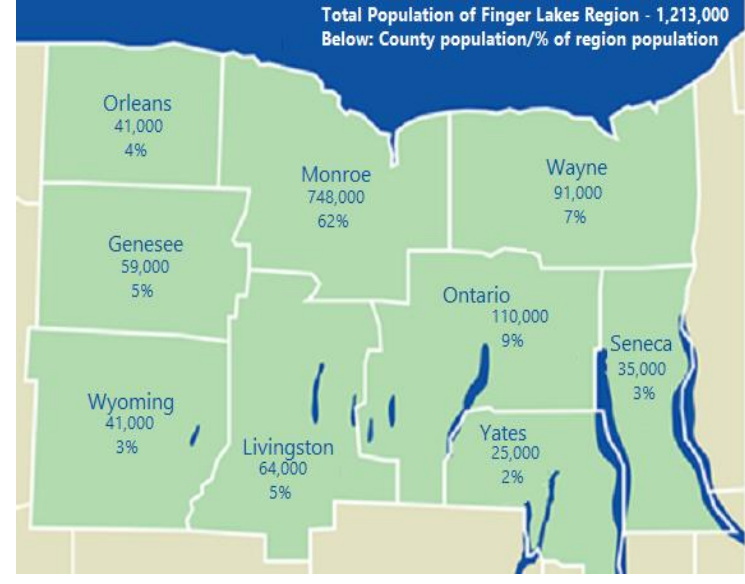 Total Population of Finger Lakes Region - 1,213,000
Below: County population/% of region population
Orleans
41,000
4%
Monroe
748,000
62%
Wayne
91,000
7%
Genesee
59,000
5%
Ontario
110,000
9%
Seneca
35,000
3%
Wyoming
41,000
3%
Livingston
64,000
5%
Yates
25,000
2%